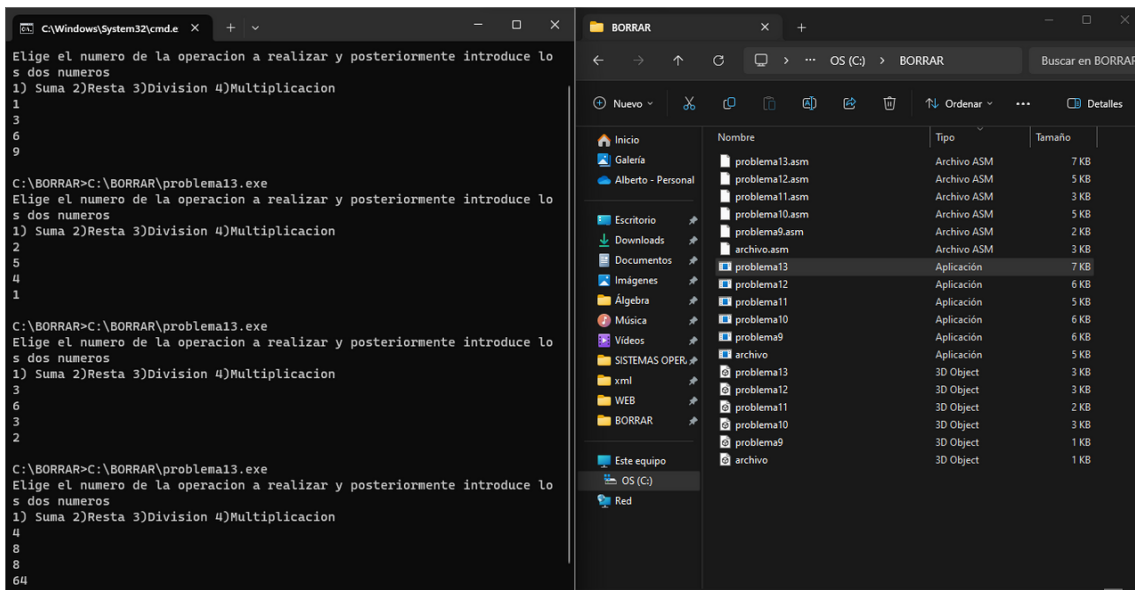 C:\Windows\System32\cmd.e
Elige el numero de la operacion a realizar y posteriormente introduce lo
s dos numeros
1) Suma 2)Resta 3)Division 4)Multiplicacion
1
3
6
9
C:\BORRAR>C:\BORRAR\problema13.exe
Elige el numero de la operacion a realizar y posteriormente introduce lo
s dos numeros
1) Suma 2)Resta 3)Division 4)Multiplicacion
2
5
4
1
C:\BORRAR>C:\BORRAR\problema13.exe
Elige el numero de la operacion a realizar y posteriormente introduce lo
s dos numeros
1) Suma 2)Resta 3)Division 4)Multiplicacion
3
6
3
2
C:\BORRAR>C:\BORRAR\problema13.exe
Elige el numero de la operacion a realizar y posteriormente introduce lo
s dos numeros
1) Suma 2)Resta 3)Division 4)Multiplicacion
4
8
8
64
BORRAR
OS (C:) > BORRAR
Buscar en BORRAR
Nuevo
Ordenar
Detalles
Inicio
Galería
Alberto - Personal
Escritorio
Downloads
Documentos
Imágenes
Álgebra
Música
Vídeos
SISTEMAS OPER
xml
WEB
BORRAR
Este equipo
OS (C:)
Red
Nombre Tipo Tamaño
problema13.asm Archivo ASM 7 KB
problema12.asm Archivo ASM 5 KB
problema11.asm Archivo ASM 3 KB
problema10.asm Archivo ASM 5 KB
problema9.asm Archivo ASM 2 KB
archivo.asm Archivo ASM 3 KB
problema13 Aplicación 7 KB
problema12 Aplicación 6 KB
problema11 Aplicación 5 KB
problema10 Aplicación 6 KB
problema9 Aplicación 6 KB
archivo Aplicación 5 KB
problema13 3D Object 3 KB
problema12 3D Object 3 KB
problema11 3D Object 2 KB
problema10 3D Object 3 KB
problema9 3D Object 1 KB
archivo 3D Object 1 KB